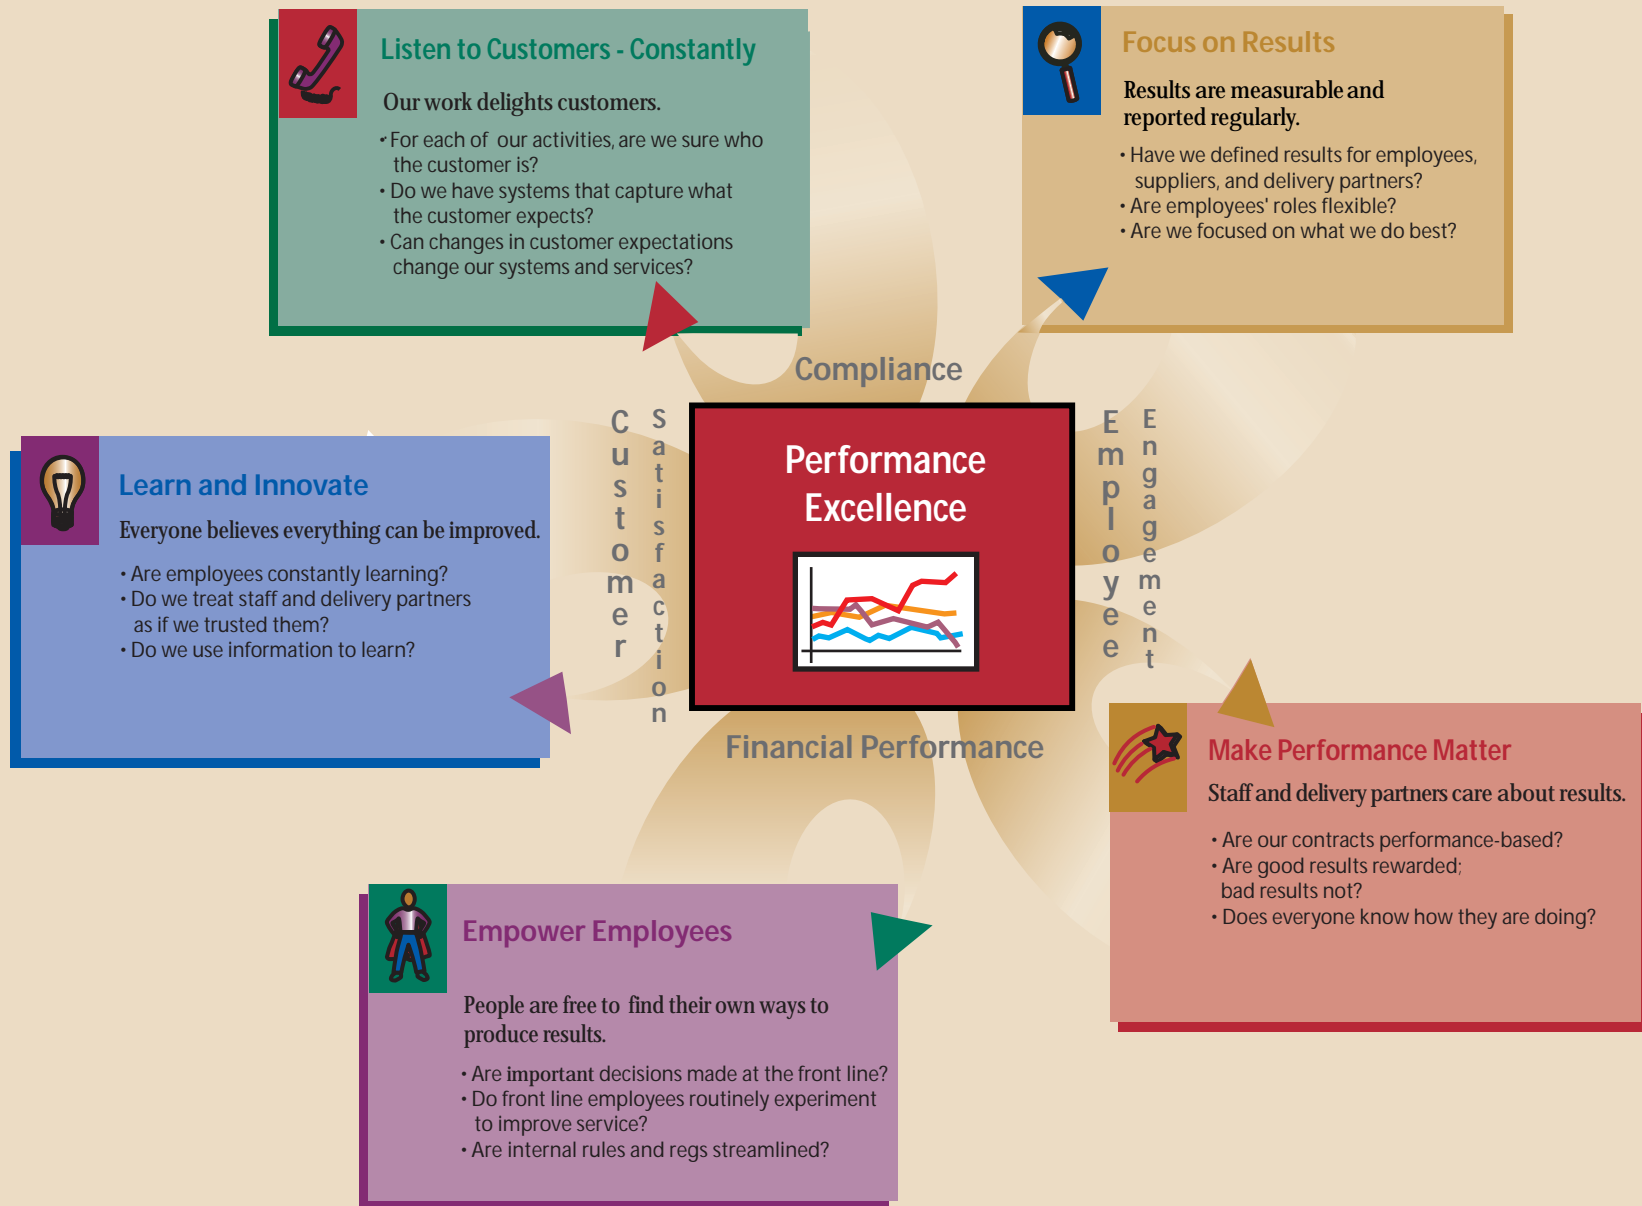 Listen to Customers - Constantly
Our work delights customers.
• For each of our activities, are we sure who
the customer is?
• Do we have systems that capture what
the customer expects?
• Can changes in customer expectations
change our systems and services?
Focus on Results
Results are measurable and
reported regularly.
• Have we defined results for employees,
suppliers, and delivery partners?
• Are employees' roles flexible?
• Are we focused on what we do best?
Compliance
Customer
Satisfaction
Performance
Excellence
Employee
Engagement
Financial Performance
Learn and Innovate
Everyone believes everything can be improved.
• Are employees constantly learning?
• Do we treat staff and delivery partners
as if we trusted them?
• Do we use information to learn?
Make Performance Matter
Staff and delivery partners care about results.
• Are our contracts performance-based?
• Are good results rewarded;
bad results not?
• Does everyone know how they are doing?
Empower Employees
People are free to find their own ways to
produce results.
• Are important decisions made at the front line?
• Do front line employees routinely experiment
to improve service?
• Are internal rules and regs streamlined?